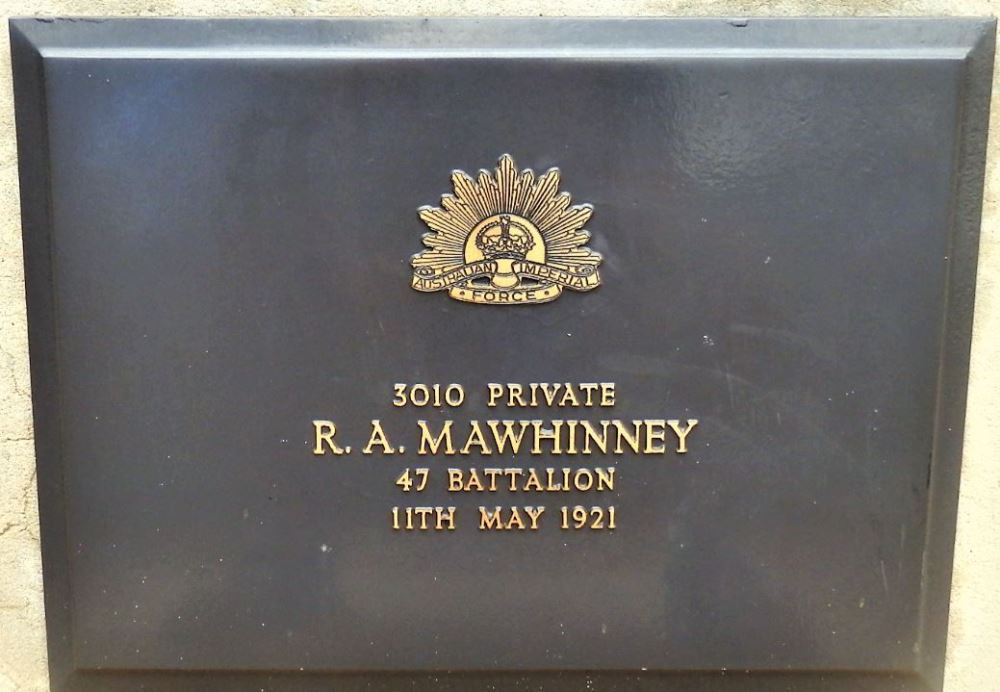 AUSTRALIAN IMPERIAL
FORCE
3010 PRIVATE
R. A. MAWHINNEY
47 BATTALION
11TH MAY 1921